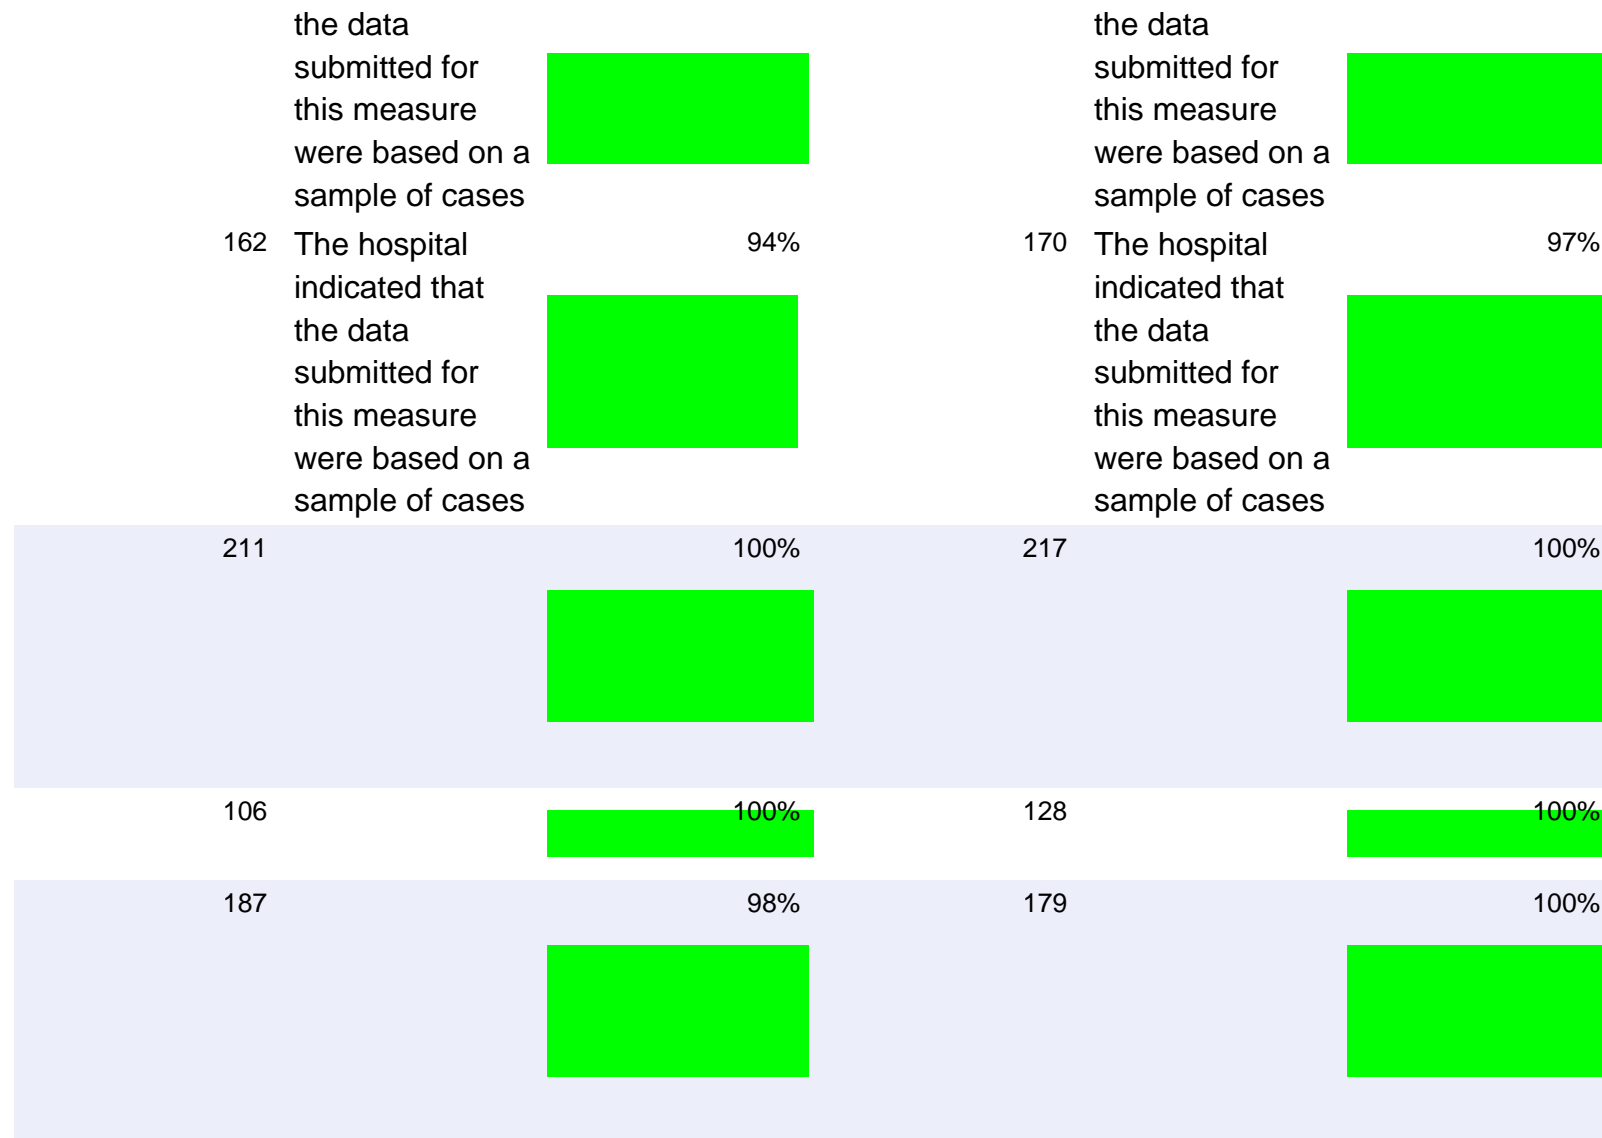 the data the data
submitted for submitted for
this measure this measure
were based on a were based on a
sample of cases sample of cases
162 The hospital 94% 170 The hospital 97%
indicated that indicated that
the data the data
submitted for submitted for
this measure this measure
were based on a were based on a
sample of cases sample of cases
211 100% 217 100%
106 100% 128 100%
187 98% 179 100%